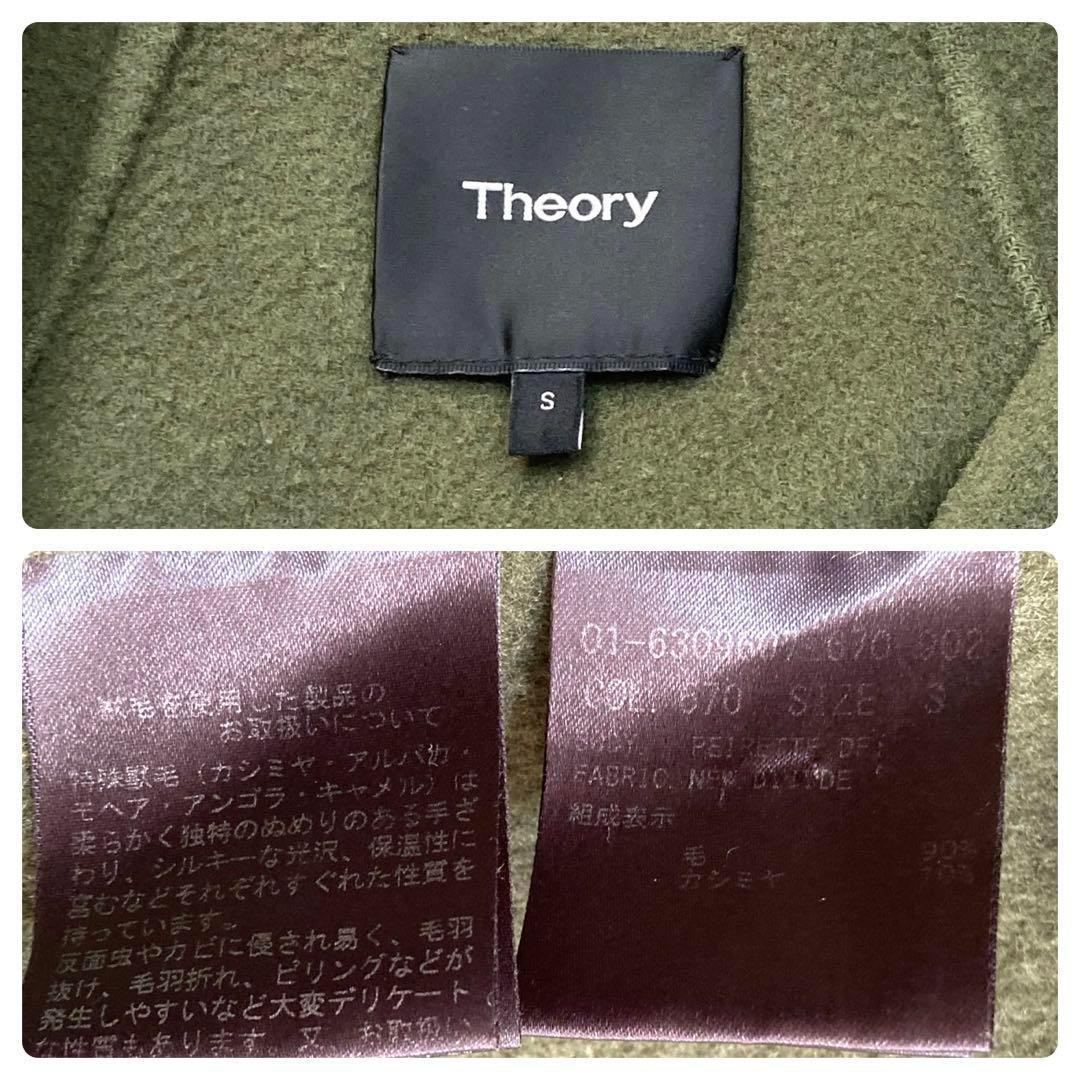 Theory
S
獣毛を使用した製品の
お取扱いについて
特殊獣毛(カシミヤ・アルパカ・
モヘア・アンゴラ・キャメル)は
柔らかく独特のぬめりのある手ざ
わり、シルキーな光沢、保温性に
富むなどそれぞれすぐれた性質を
持っています。
反面虫やカビに侵され易く、毛羽
抜け、毛羽折れ、ピリングなどが
発生しやすいなど大変デリケート
な性質もあります。又、お取扱い
670 902
COL. 670 SIZE
FABRIC.NEW DIVIDE
組成表示
毛 90%
カシミヤ 10%